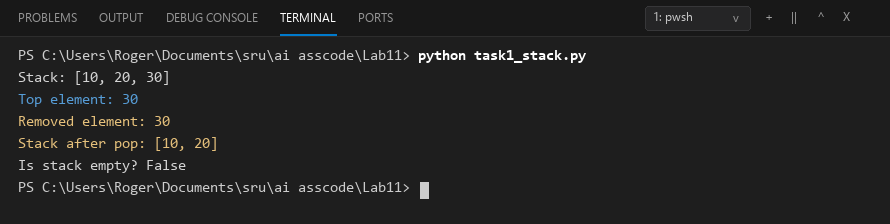 PROBLEMS OUTPUT DEBUG CONSOLE TERMINAL PORTS 1: pwsh v + || ^ X
PS C:\Users\Roger\Documents\sru\ai asscode\Lab11> python task1_stack.py
Stack: [10, 20, 30]
Top element: 30
Removed element: 30
Stack after pop: [10, 20]
Is stack empty? False
PS C:\Users\Roger\Documents\sru\ai asscode\Lab11>